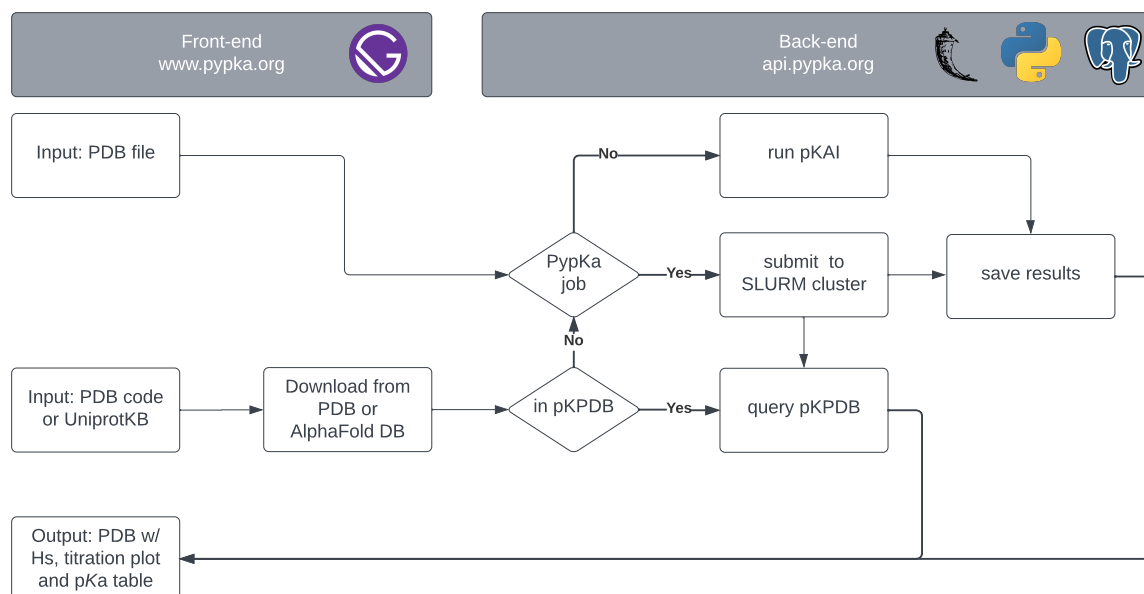 Front-end
www.pypka.org
Back-end
api.pypka.org
Input: PDB file
No
run pKAI
PypKa
job
Yes
submit to
SLURM cluster
save results
No
Input: PDB code
or UniprotKB
Download from
PDB or
AlphaFold DB
in pKPDB
Yes
query pKPDB
Output: PDB w/
Hs, titration plot
and pKa table